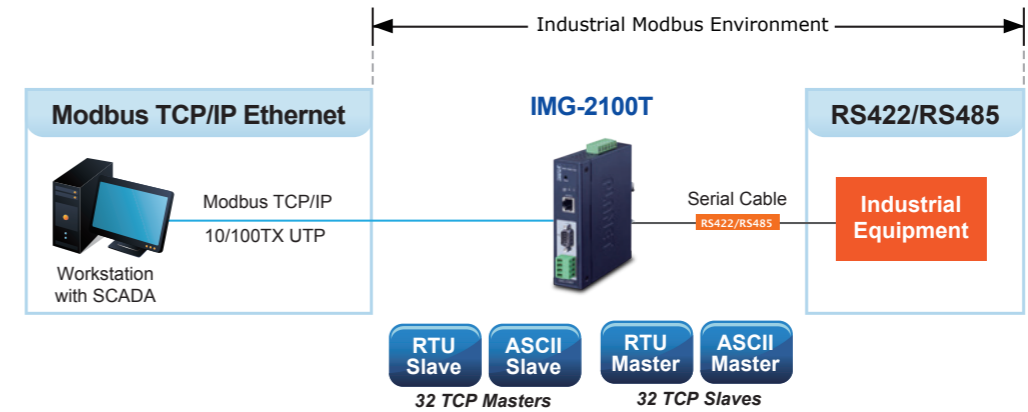 Industrial Modbus Environment
Modbus TCP/IP Ethernet
IMG-2100T
RS422/RS485
Modbus TCP/IP
10/100TX UTP
Workstation
with SCADA
PLANET
Serial Cable
RS422/RS485
Industrial
Equipment
RTU
Slave
ASCII
Slave
RTU
Master
ASCII
Master
32 TCP Masters
32 TCP Slaves